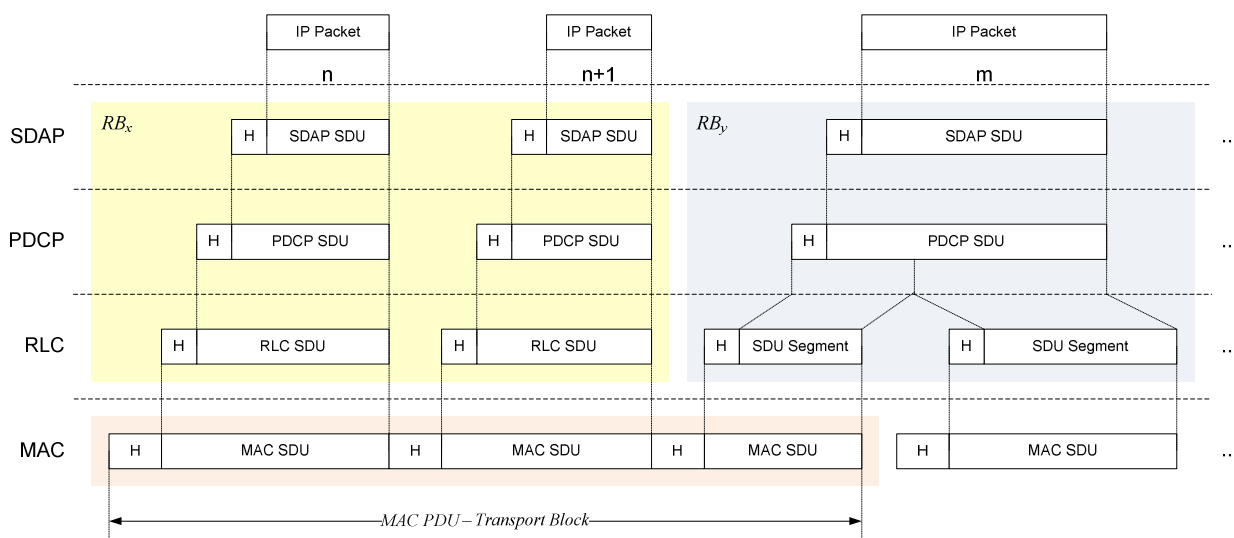 IP Packet IP Packet IP Packet
n n+1 m
RBx RBy
SDAP H SDAP SDU H SDAP SDU H SDAP SDU ..
PDCP H PDCP SDU H PDCP SDU H PDCP SDU ..
RLC H RLC SDU H RLC SDU H SDU Segment H SDU Segment ..
MAC H MAC SDU H MAC SDU H MAC SDU H MAC SDU ..
MAC PDU – Transport Block